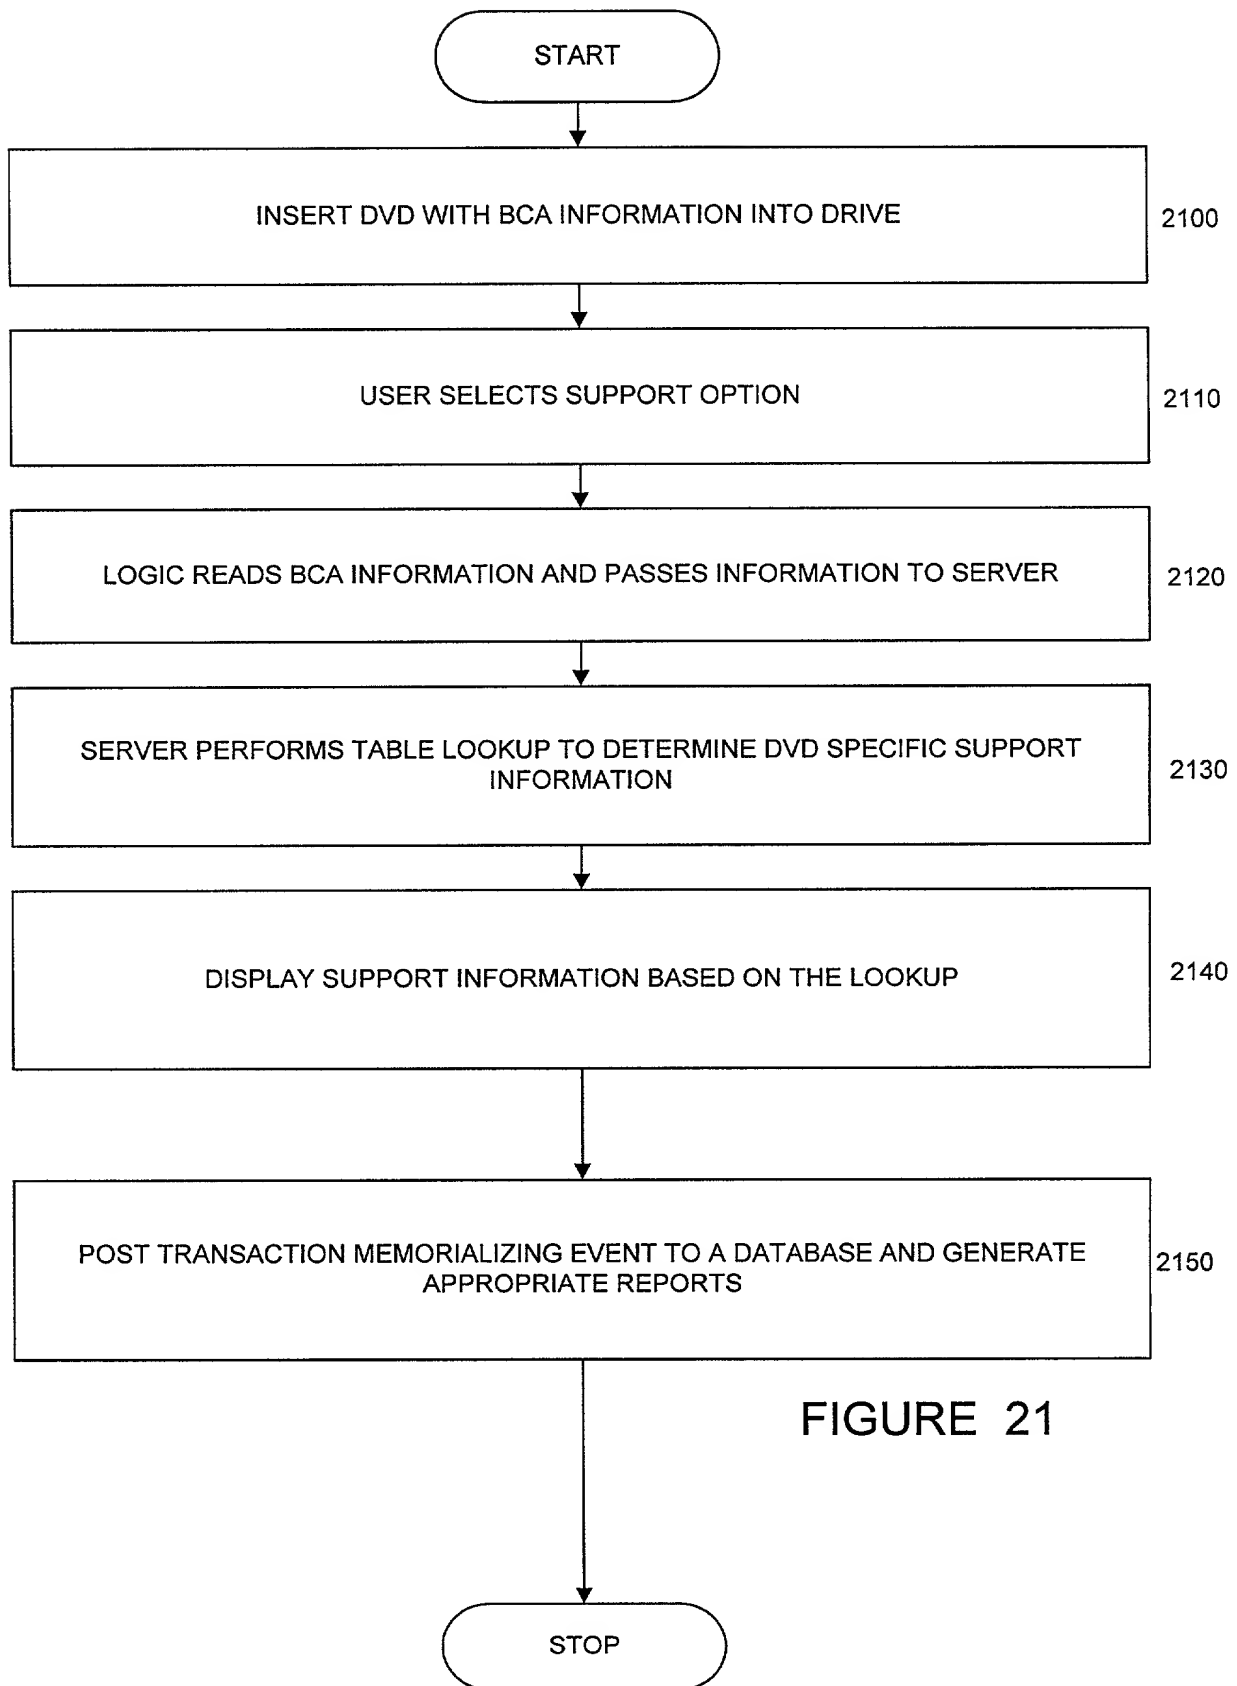 START
INSERT DVD WITH BCA INFORMATION INTO DRIVE
2100
USER SELECTS SUPPORT OPTION
2110
LOGIC READS BCA INFORMATION AND PASSES INFORMATION TO SERVER
2120
SERVER PERFORMS TABLE LOOKUP TO DETERMINE DVD SPECIFIC SUPPORT
INFORMATION
2130
DISPLAY SUPPORT INFORMATION BASED ON THE LOOKUP
2140
POST TRANSACTION MEMORIALIZING EVENT TO A DATABASE AND GENERATE
APPROPRIATE REPORTS
2150
FIGURE 21
STOP